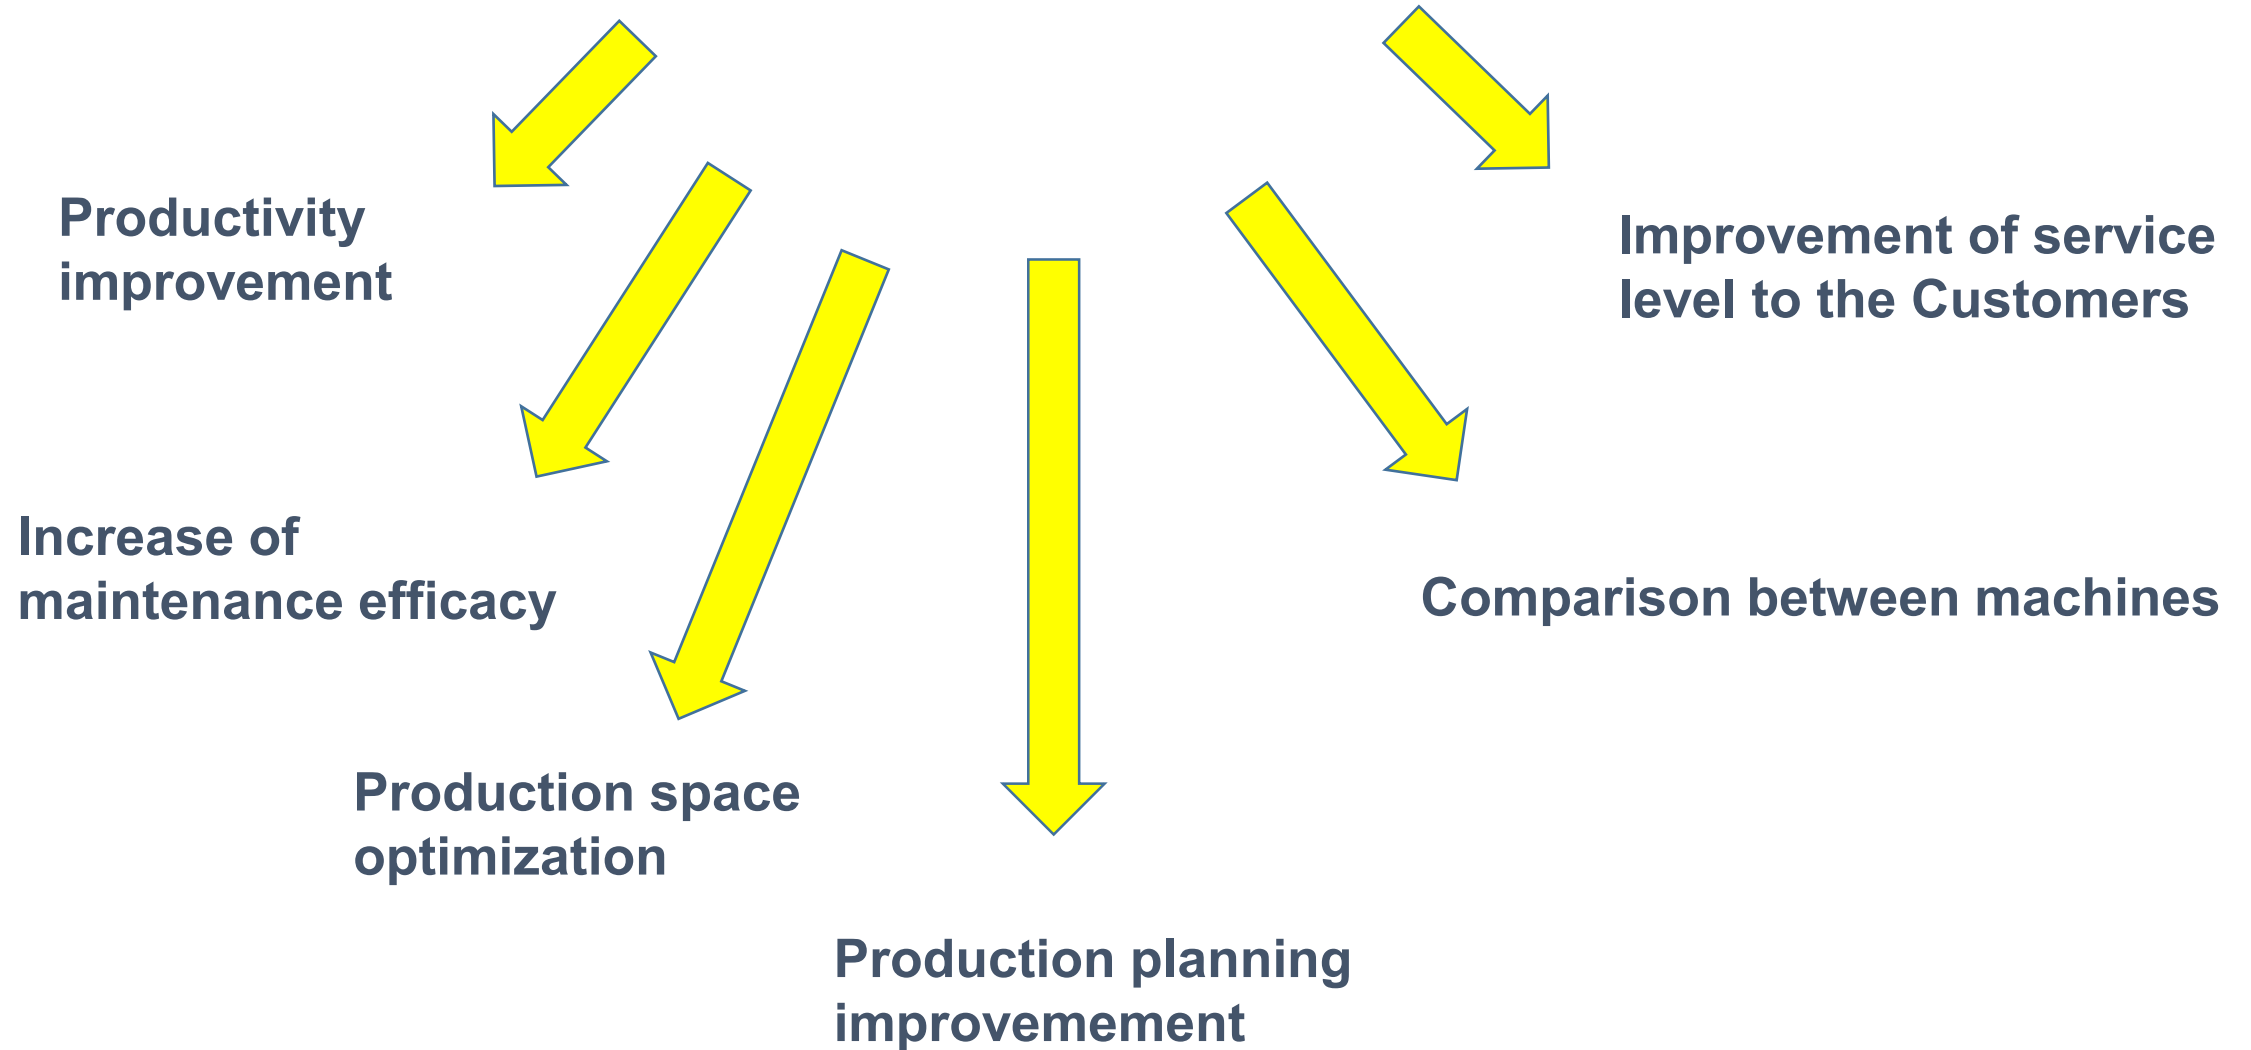 Productivity
improvement
Improvement of service
level to the Customers
Increase of
maintenance efficacy
Comparison between machines
Production space
optimization
Production planning
improvemement